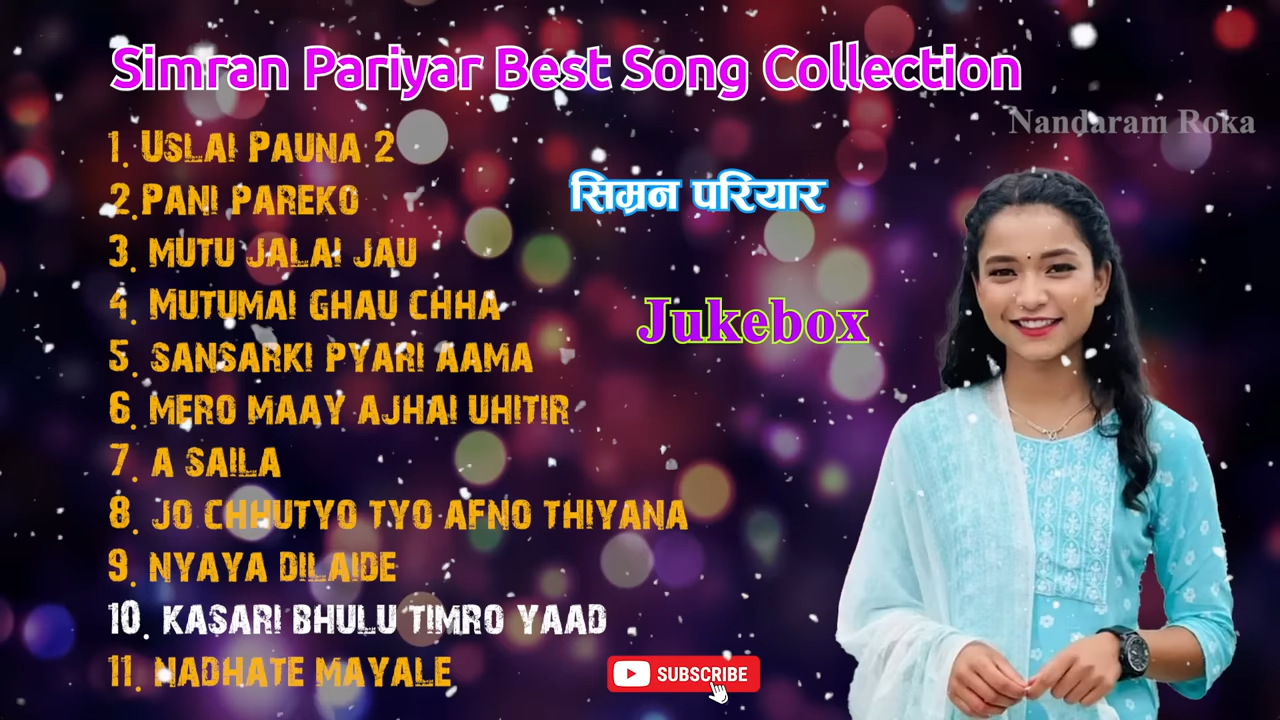 Simran Pariyar Best Song Collection
Nandaram Roka
1. Uslai Pauna 2
2.Pani pareko
सिम्रन परियार
3. mutu jalai jau
4. Mutumai ghau chha
Jukebox
5. sansarki pyari aama
6. mero maay ajhai uhitir
7. a saila
8. jo chhutyo tyo afno thiyana
9. nyaya dilaide
10. kasari bhulu timro yaad
11. nadhate mayale
SUBSCRIBE